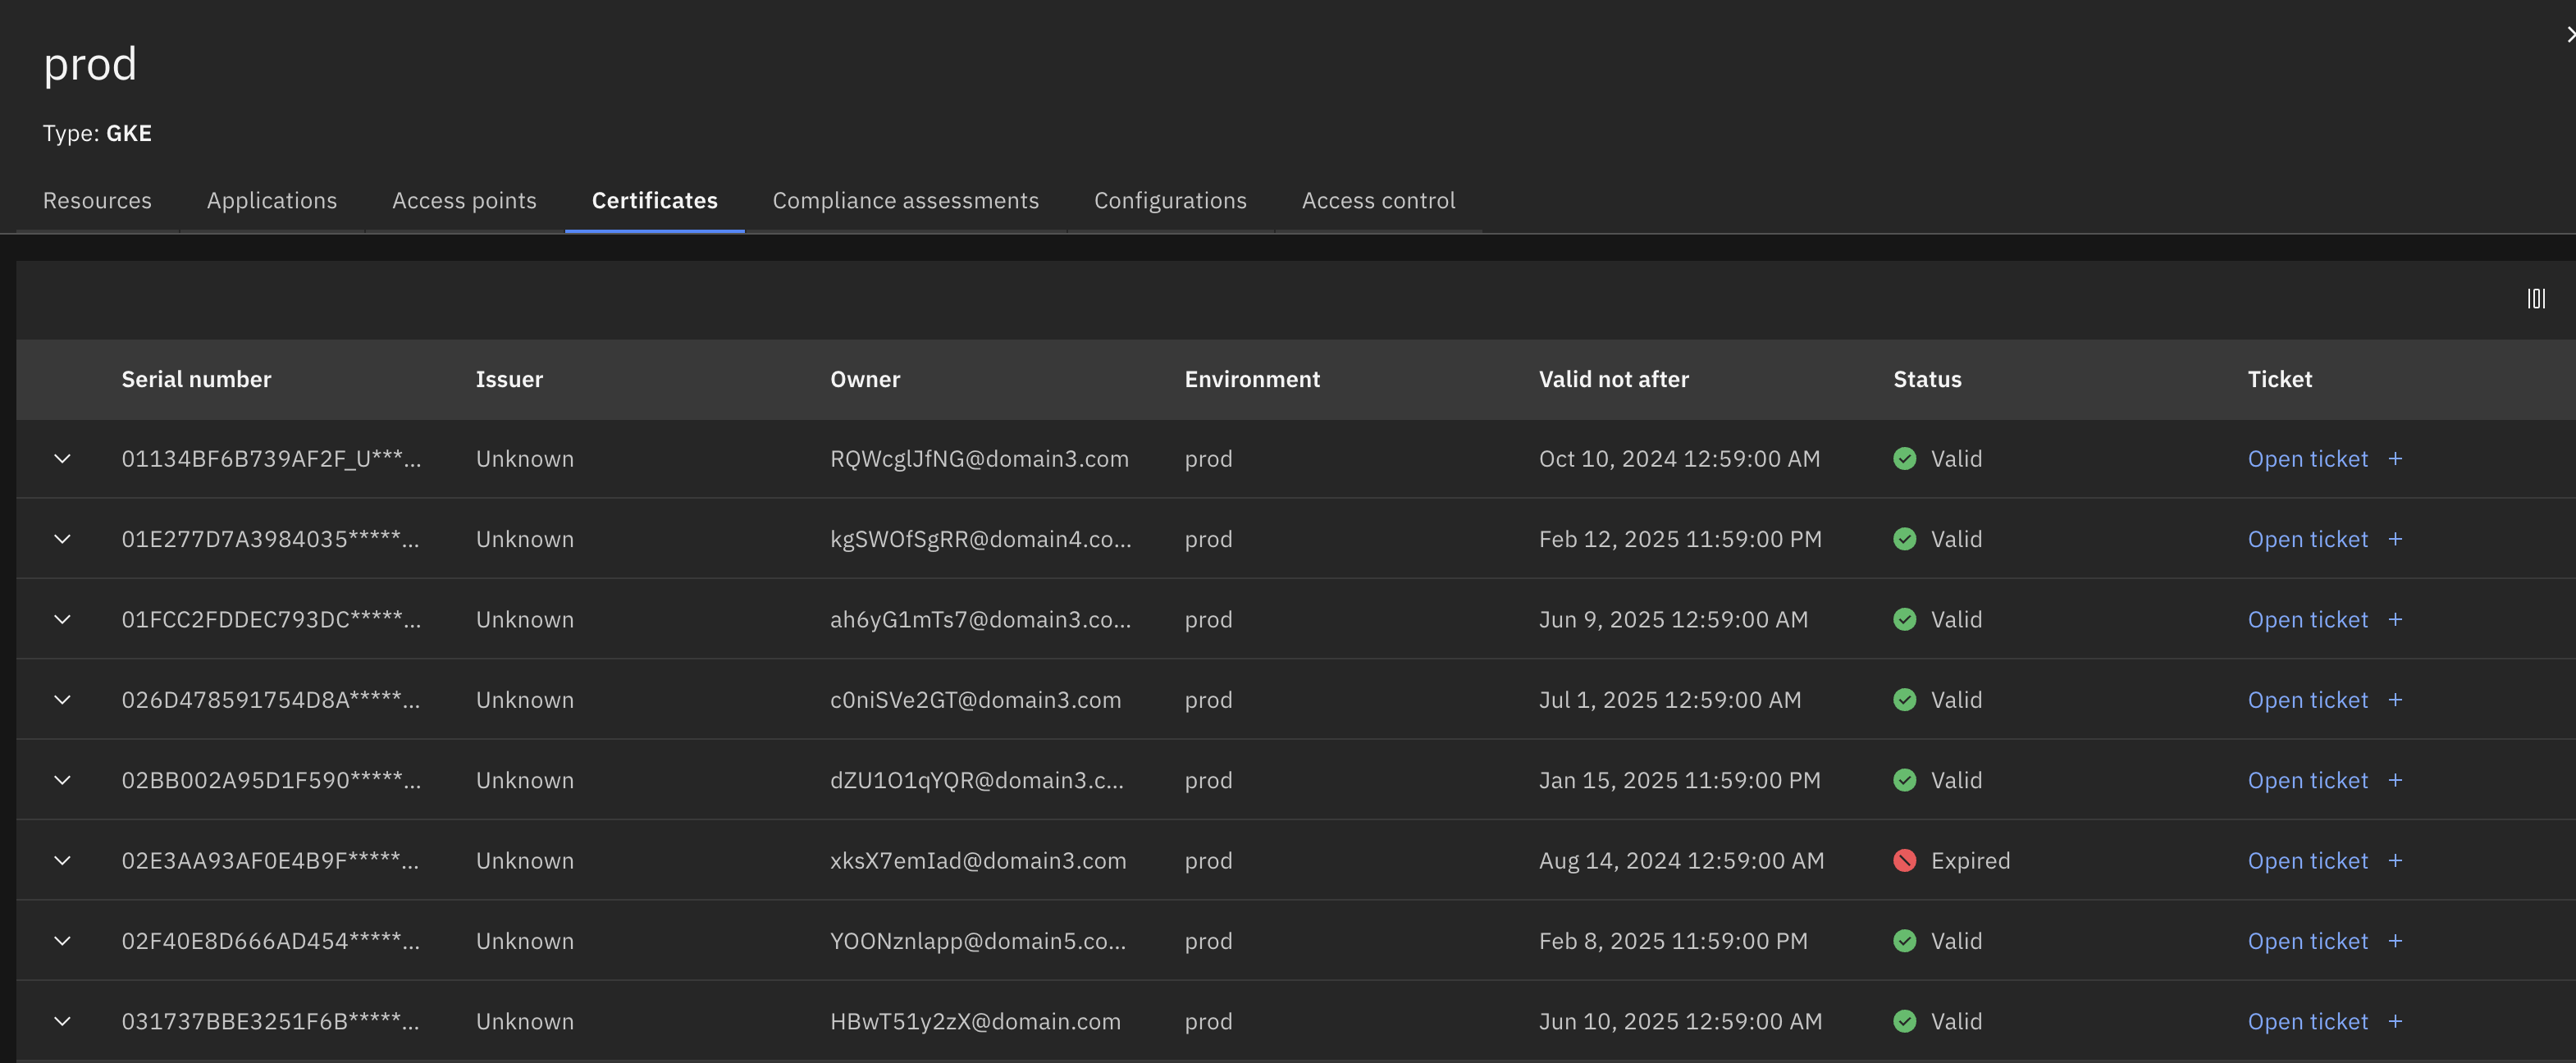 prod
Type: GKE
Resources Applications Access points Certificates Compliance assessments Configurations Access control
Serial number Issuer Owner Environment Valid not after Status Ticket
01134BF6B739AF2F_U***... Unknown RQWcglJfNG@domain3.com prod Oct 10, 2024 12:59:00 AM Valid Open ticket +
01E277D7A3984035*****... Unknown kgSWOfSgRR@domain4.co... prod Feb 12, 2025 11:59:00 PM Valid Open ticket +
01FCC2FDDEC793DC*****... Unknown ah6yG1mTs7@domain3.co... prod Jun 9, 2025 12:59:00 AM Valid Open ticket +
026D478591754D8A*****... Unknown c0niSVe2GT@domain3.com prod Jul 1, 2025 12:59:00 AM Valid Open ticket +
02BB002A95D1F590*****... Unknown dZU1O1qYQR@domain3.c... prod Jan 15, 2025 11:59:00 PM Valid Open ticket +
02E3AA93AF0E4B9F*****... Unknown xksX7emIad@domain3.com prod Aug 14, 2024 12:59:00 AM Expired Open ticket +
02F40E8D666AD454*****... Unknown YOONznlapp@domain5.co... prod Feb 8, 2025 11:59:00 PM Valid Open ticket +
031737BBE3251F6B*****... Unknown HBwT51y2zX@domain.com prod Jun 10, 2025 12:59:00 AM Valid Open ticket +